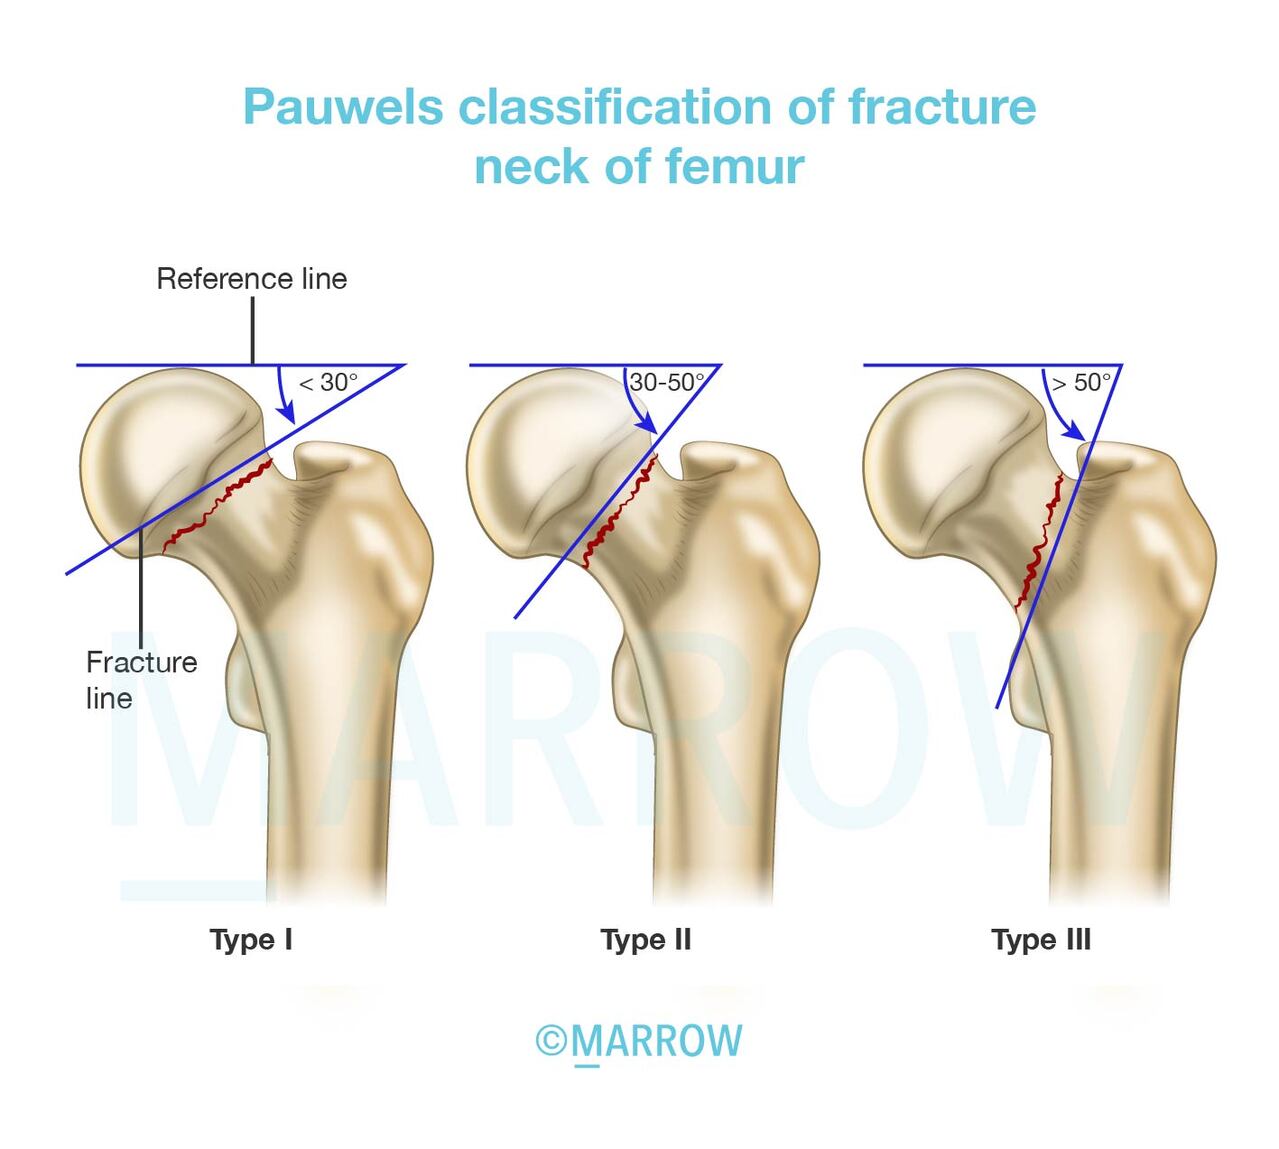 Pauwels classification of fracture
neck of femur
Reference line
< 30°
30-50°
> 50°
Fracture
line
MARROW
Type I
Type II
Type III
©MARROW